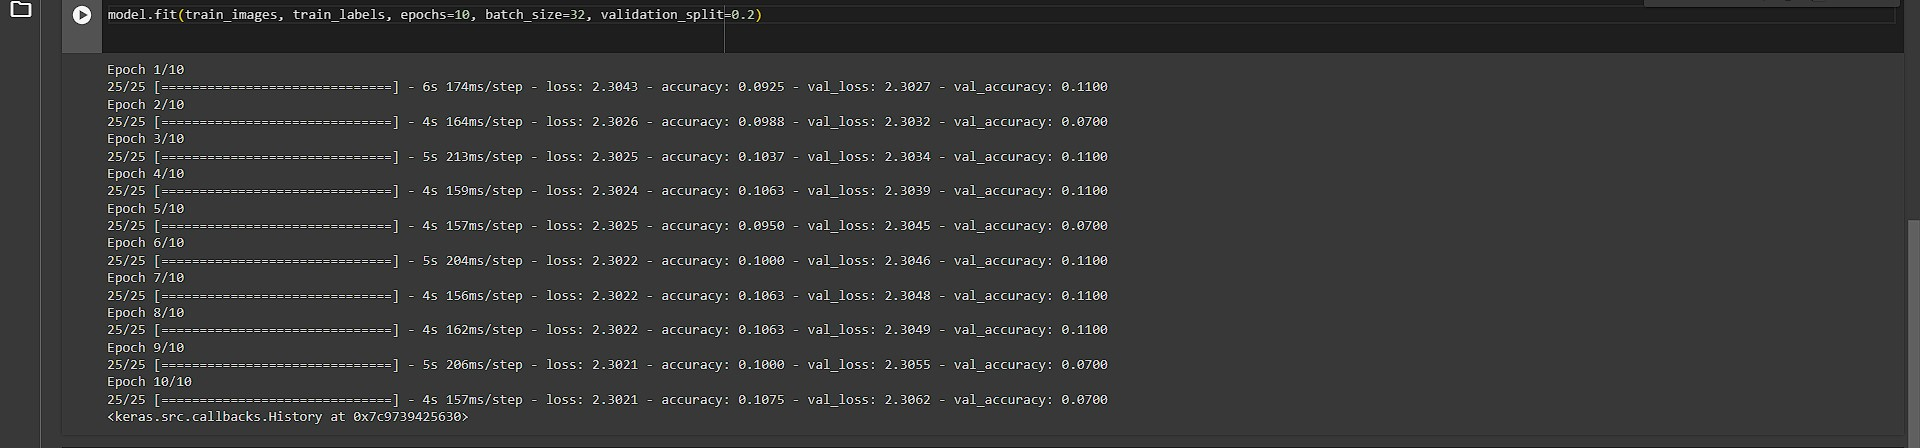 model.fit(train_images, train_labels, epochs=10, batch_size=32, validation_split=0.2)
Epoch 1/10
25/25 [==============================] - 6s 174ms/step - loss: 2.3043 - accuracy: 0.0925 - val_loss: 2.3027 - val_accuracy: 0.1100
Epoch 2/10
25/25 [==============================] - 4s 164ms/step - loss: 2.3026 - accuracy: 0.0988 - val_loss: 2.3032 - val_accuracy: 0.0700
Epoch 3/10
25/25 [==============================] - 5s 213ms/step - loss: 2.3025 - accuracy: 0.1037 - val_loss: 2.3034 - val_accuracy: 0.1100
Epoch 4/10
25/25 [==============================] - 4s 159ms/step - loss: 2.3024 - accuracy: 0.1063 - val_loss: 2.3039 - val_accuracy: 0.1100
Epoch 5/10
25/25 [==============================] - 4s 157ms/step - loss: 2.3025 - accuracy: 0.0950 - val_loss: 2.3045 - val_accuracy: 0.0700
Epoch 6/10
25/25 [==============================] - 5s 204ms/step - loss: 2.3022 - accuracy: 0.1000 - val_loss: 2.3046 - val_accuracy: 0.1100
Epoch 7/10
25/25 [==============================] - 4s 156ms/step - loss: 2.3022 - accuracy: 0.1063 - val_loss: 2.3048 - val_accuracy: 0.1100
Epoch 8/10
25/25 [==============================] - 4s 162ms/step - loss: 2.3022 - accuracy: 0.1063 - val_loss: 2.3049 - val_accuracy: 0.1100
Epoch 9/10
25/25 [==============================] - 5s 206ms/step - loss: 2.3021 - accuracy: 0.1000 - val_loss: 2.3055 - val_accuracy: 0.0700
Epoch 10/10
25/25 [==============================] - 4s 157ms/step - loss: 2.3021 - accuracy: 0.1075 - val_loss: 2.3062 - val_accuracy: 0.0700
<keras.src.callbacks.History at 0x7c9739425630>